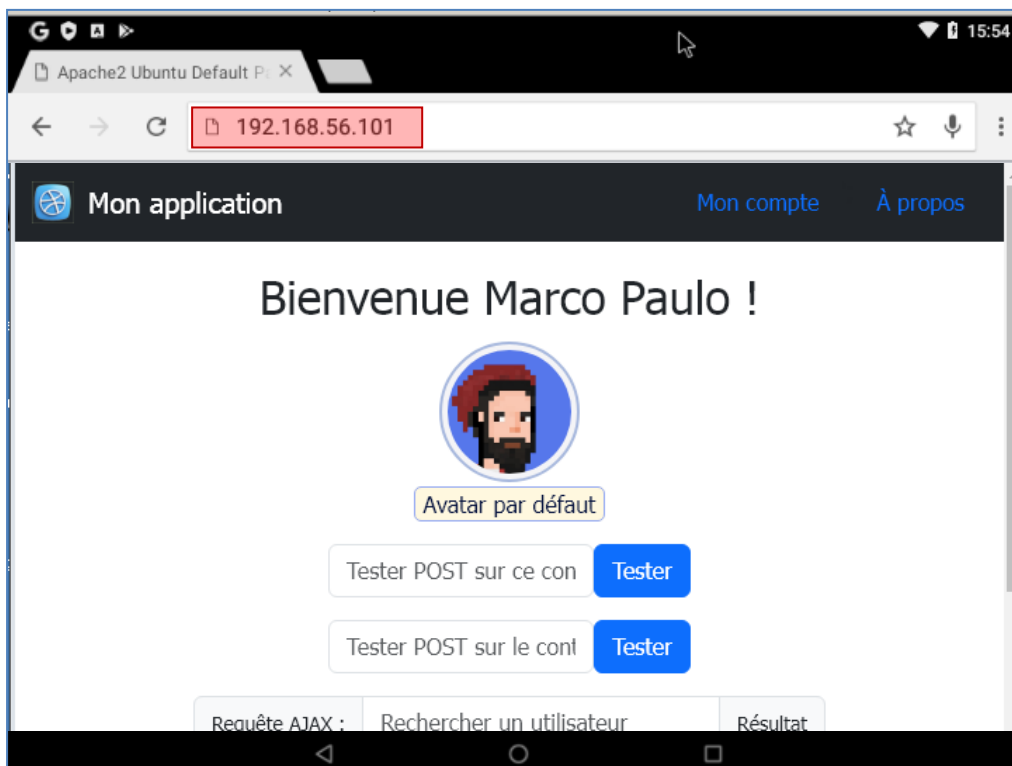 15:54
Apache2 Ubuntu Default Pa
192.168.56.101
Mon application
Mon compte
À propos
Bienvenue Marco Paulo !
Avatar par défaut
Tester POST sur ce con
Tester
Tester POST sur le cont
Tester
Requête AJAX :
Rechercher un utilisateur
Résultat